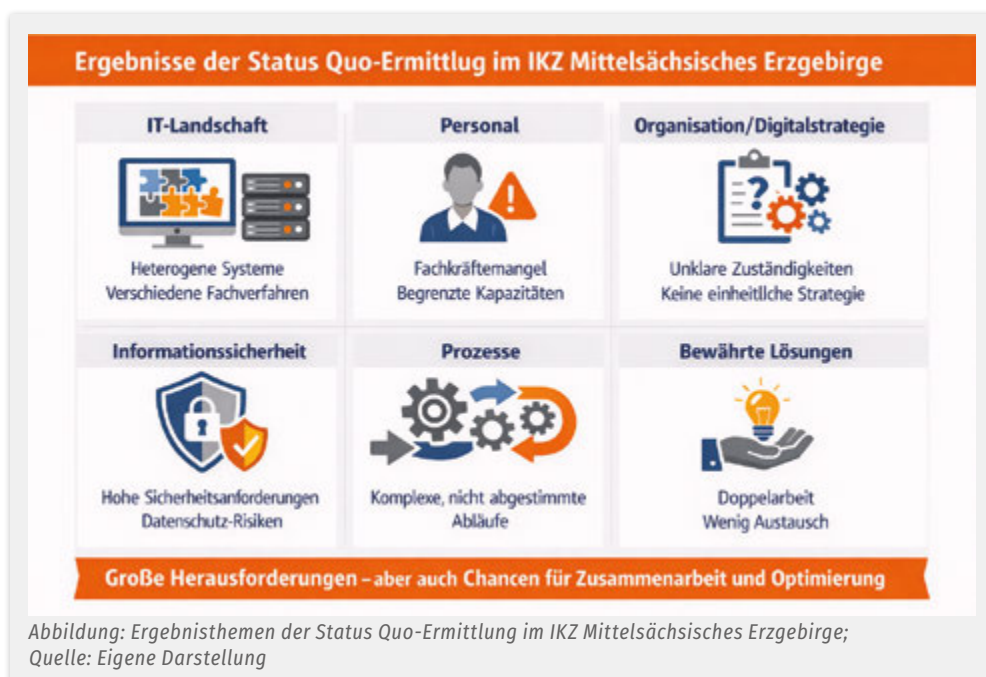 Ergebnisse der Status Quo-Ermittlug im IKZ Mittelsächsisches Erzgebirge
IT-Landschaft
Heterogene Systeme
Verschiedene Fachverfahren
Personal
Fachkräftemangel
Begrenzte Kapazitäten
Organisation/Digitalstrategie
?
Unklare Zuständigkeiten
Keine einheitlliche Strategie
Informationssicherheit
Hohe Sicherheitsanforderungen
Datenschutz-Risiken
Prozesse
Komplexe, nicht abgestimmte
Abläufe
Bewährte Lösungen
Doppelarbeit
Wenig Austausch
Große Herausforderungen – aber auch Chancen für Zusammenarbeit und Optimierung
Abbildung: Ergebnisthemen der Status Quo-Ermittlung im IKZ Mittelsächsisches Erzgebirge;
Quelle: Eigene Darstellung